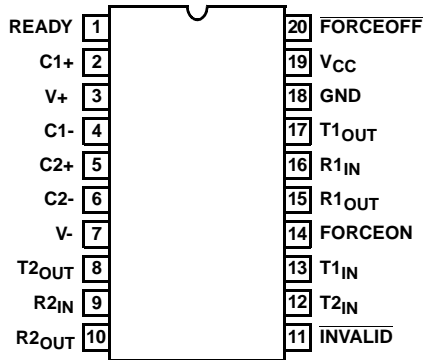 READY 1 20 FORCEOFF
C1+ 2 19 VCC
V+ 3 18 GND
C1- 4 17 T1OUT
C2+ 5 16 R1IN
C2- 6 15 R1OUT
V- 7 14 FORCEON
T2OUT 8 13 T1IN
R2IN 9 12 T2IN
R2OUT 10 11 INVALID